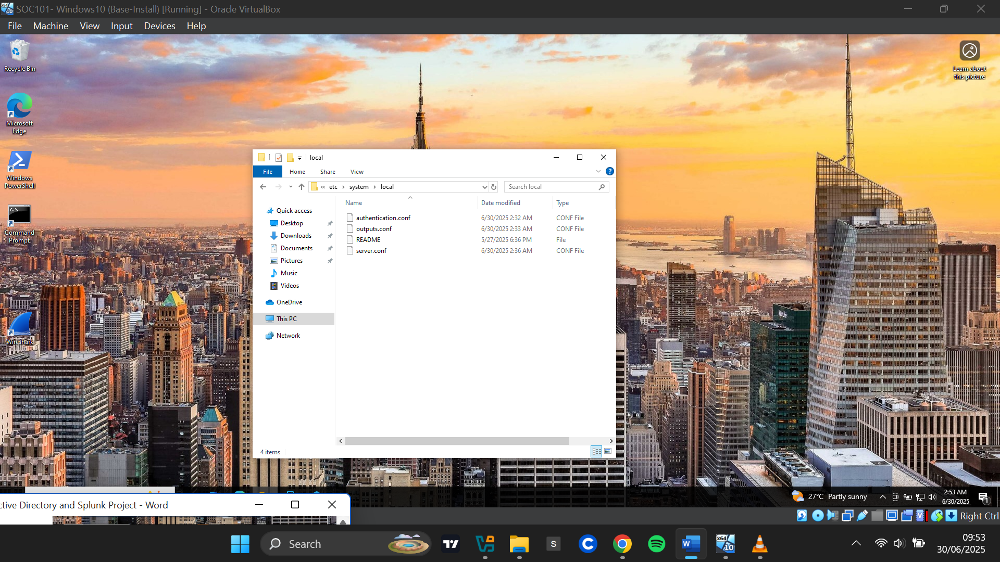 SOC101- Windows10 (Base-Install) [Running] - Oracle VirtualBox
File Machine View Input Devices Help
Recycle Bin
Learn about
this picture
Microsoft
Edge
Windows
PowerShell
Command
Prompt
Wireshark
local
File Home Share View
« etc › system › local
Search local
Name Date modified Type
authentication.conf 6/30/2025 2:32 AM CONF File
outputs.conf 6/30/2025 2:33 AM CONF File
README 5/27/2025 6:36 PM File
server.conf 6/30/2025 2:36 AM CONF File
Quick access
Desktop
Downloads
Documents
Pictures
Music
Videos
OneDrive
This PC
Network
4 items
MetLife
27°C Partly sunny
2:53 AM
6/30/2025
1
ctive Directory and Splunk Project - Word
Right Ctrl
Search
S
x64
10
09:53
30/06/2025